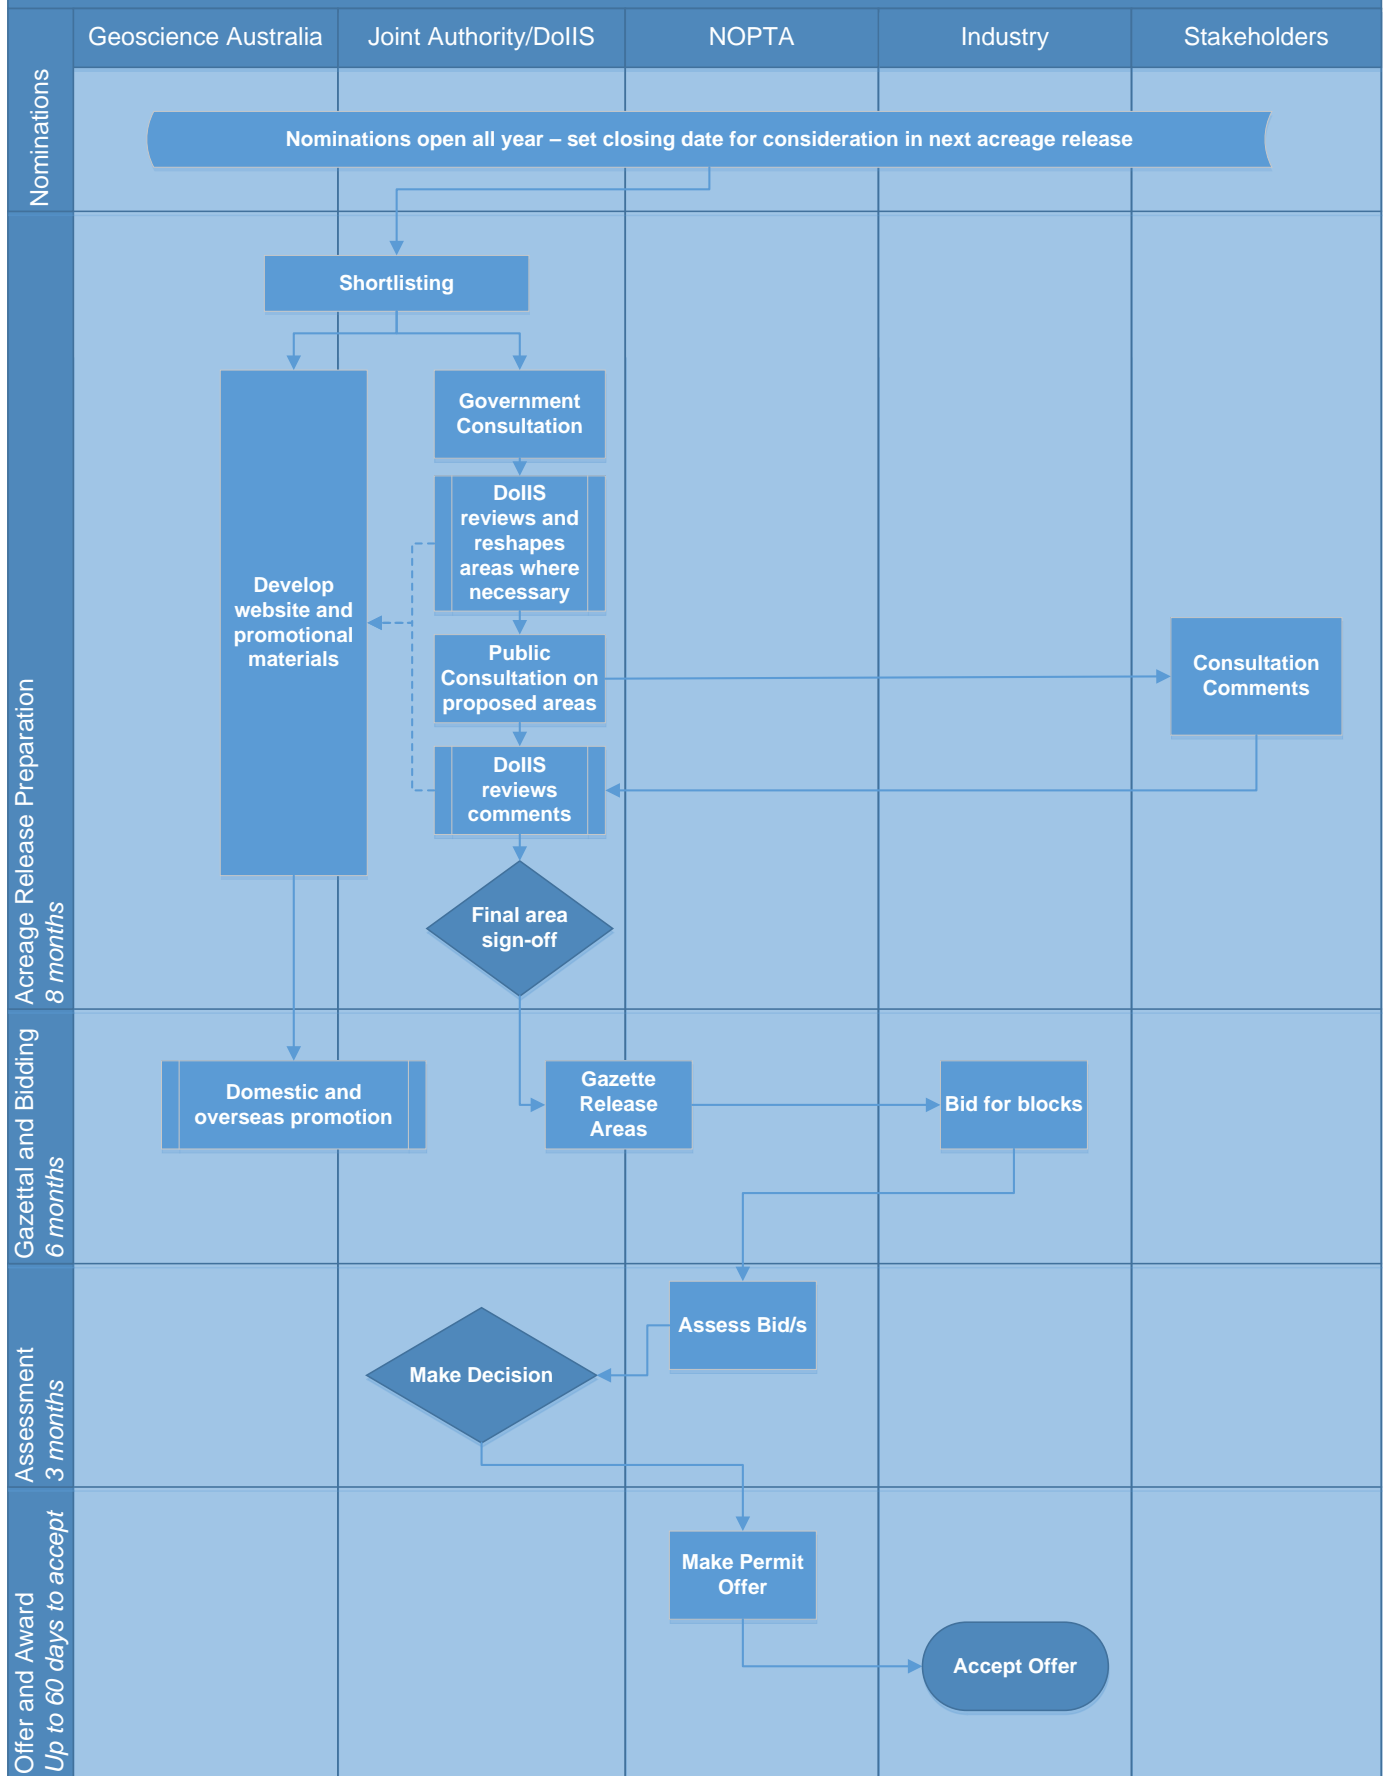 Geoscience Australia
Joint Authority/DoIIS
NOPTA
Industry
Stakeholders
Nominations
Nominations open all year – set closing date for consideration in next acreage release
Acreage Release Preparation
8 months
Shortlisting
Develop
website and
promotional
materials
Government
Consultation
DoIIS
reviews and
reshapes
areas where
necessary
Public
Consultation on
proposed areas
Consultation
Comments
DoIIS
reviews
comments
Final area
sign-off
Gazettal and Bidding
6 months
Domestic and
overseas promotion
Gazette
Release
Areas
Bid for blocks
Assessment
3 months
Assess Bid/s
Make Decision
Offer and Award
Up to 60 days to accept
Make Permit
Offer
Accept Offer